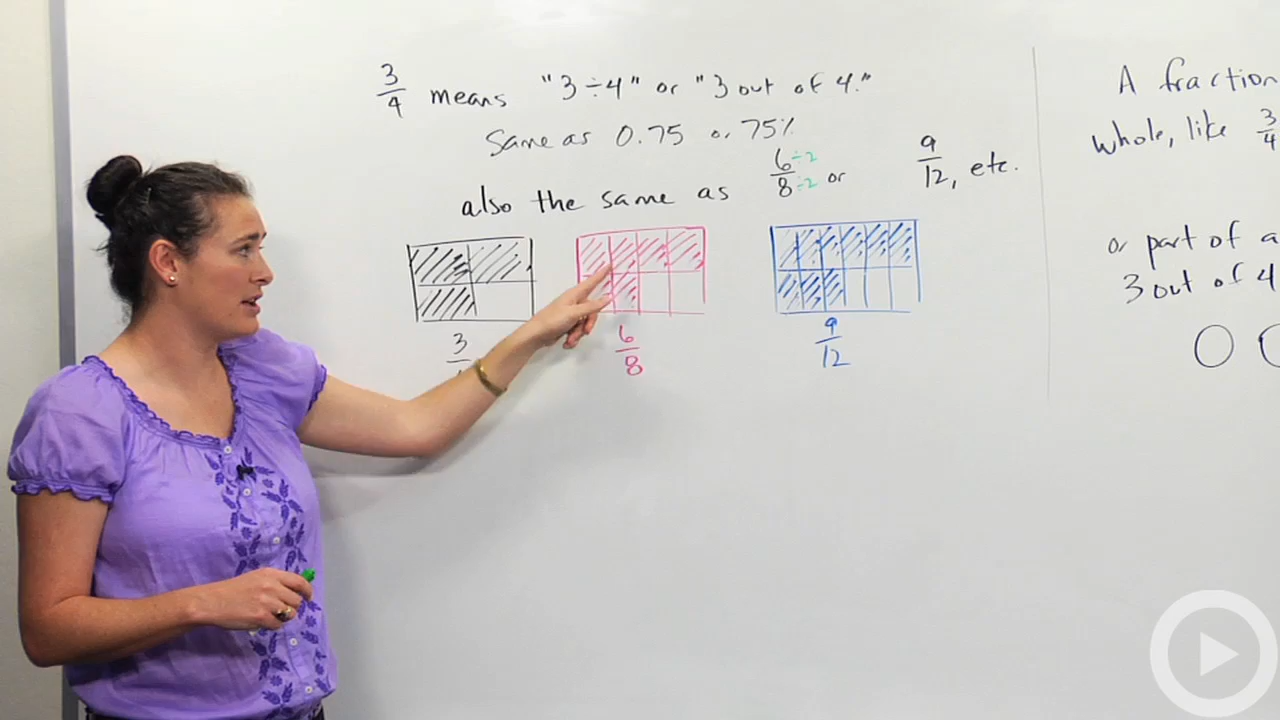 3/4 means "3 ÷ 4" or "3 out of 4."
Same as 0.75 or 75%
also the same as 6÷2/8÷2 or 9/12, etc.
3
6/8
9/12
A fraction
whole, like 3/4
or part of a
3 out of 4